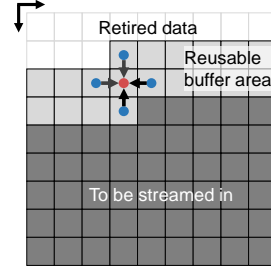 Retired data
Reusable
buffer area
To be streamed in